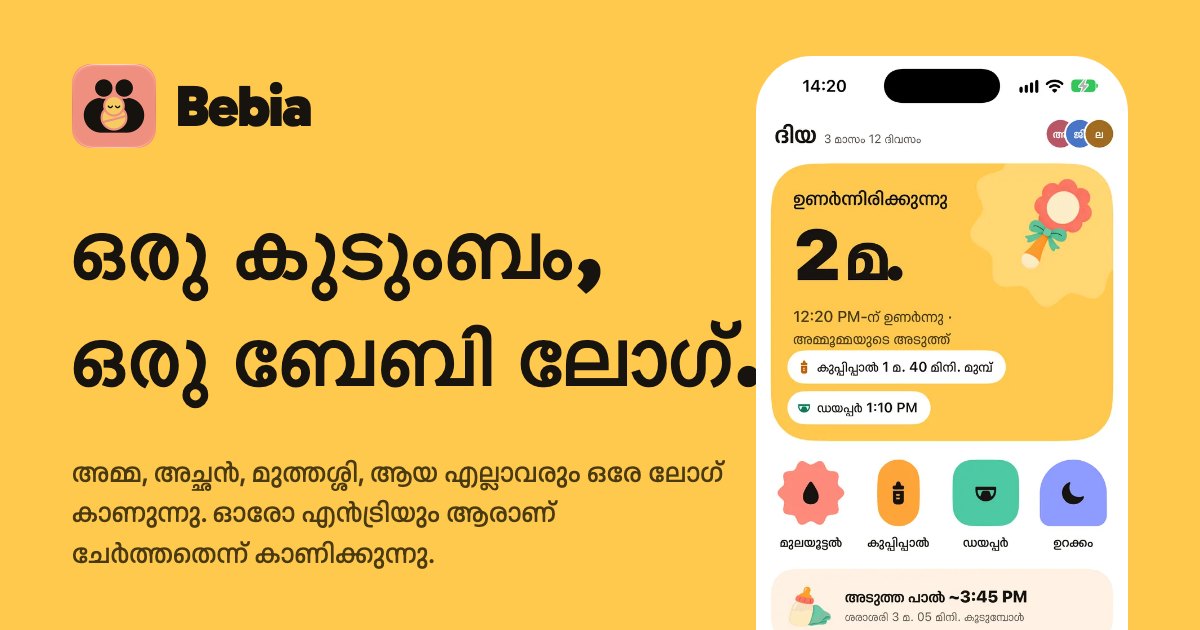 Bebia
ഒരു കുടുംബം,
ഒരു ബേബി ലോഗ്.
അമ്മ, അച്ഛൻ, മുത്തശ്ശി, ആയ എല്ലാവരും ഒരേ ലോഗ്
കാണുന്നു. ഓരോ എൻട്രിയും ആരാണ്
ചേർത്തതെന്ന് കാണിക്കുന്നു.
14:20
ദിയ 3 മാസം 12 ദിവസം
ജി ല
ഉണർന്നിരിക്കുന്നു
2 മ.
12:20 PM-ന് ഉണർന്നു ·
അമ്മൂമ്മയുടെ അടുത്ത്
കുപ്പിപ്പാൽ 1 മ. 40 മിനി. മുമ്പ്
ഡയപ്പർ 1:10 PM
മുലയൂട്ടൽ കുപ്പിപ്പാൽ ഡയപ്പർ ഉറക്കം
അടുത്ത പാൽ ~3:45 PM
ശരാശരി 3 മ. 05 മിനി. കൂടുമ്പോൾ